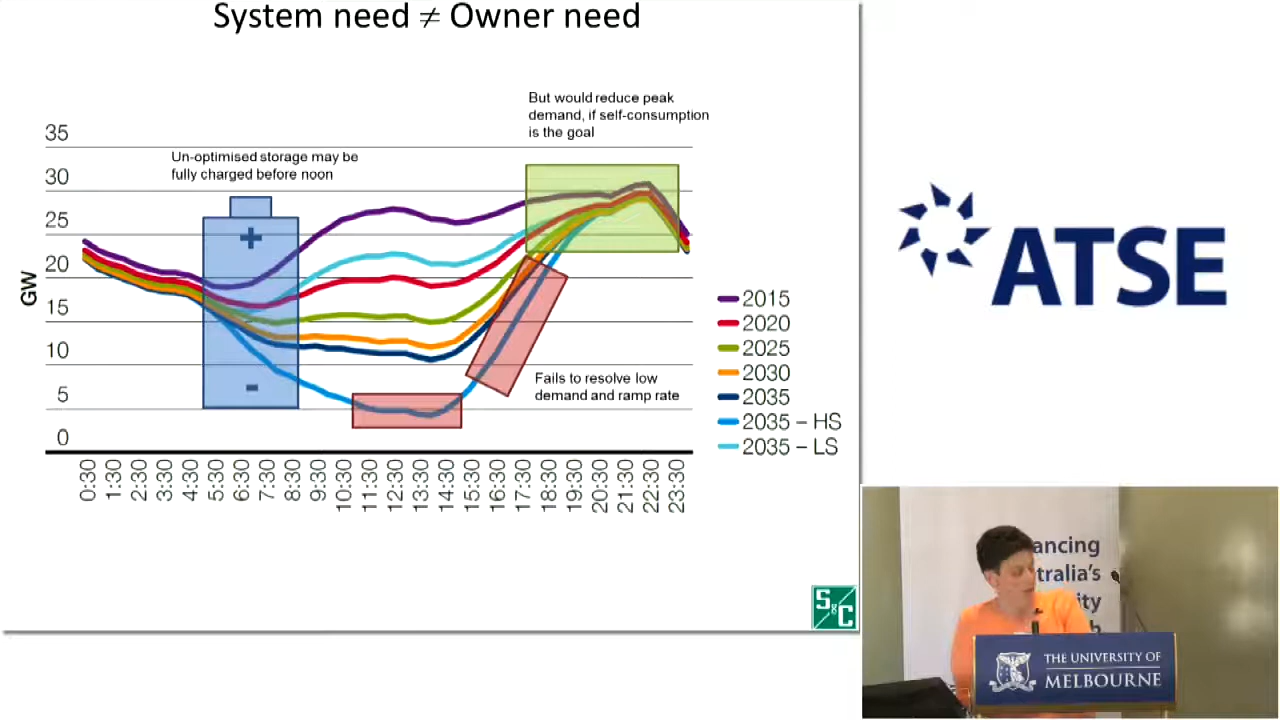 System need ≠ Owner need
But would reduce peak
demand, if self-consumption
is the goal
Un-optimised storage may be
fully charged before noon
GW
35
30
25
20
15
10
5
0
+
-
Fails to resolve low
demand and ramp rate
2015
2020
2025
2030
2035
2035 – HS
2035 – LS
0:30
1:30
2:30
3:30
4:30
5:30
6:30
7:30
8:30
9:30
10:30
11:30
12:30
13:30
14:30
15:30
16:30
17:30
18:30
19:30
20:30
21:30
22:30
23:30
S&C
ATSE
ancing
tralia's
ity
THE UNIVERSITY OF
MELBOURNE